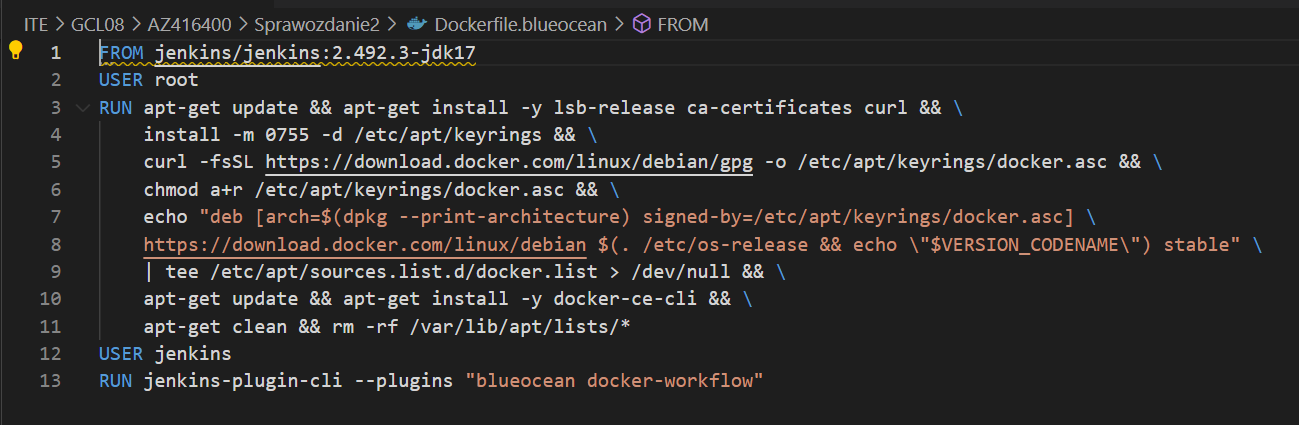 ITE > GCL08 > AZ416400 > Sprawozdanie2 > Dockerfile.blueocean > FROM
1 FROM jenkins/jenkins:2.492.3-jdk17
2 USER root
3 RUN apt-get update && apt-get install -y lsb-release ca-certificates curl && \
4 install -m 0755 -d /etc/apt/keyrings && \
5 curl -fsSL https://download.docker.com/linux/debian/gpg -o /etc/apt/keyrings/docker.asc && \
6 chmod a+r /etc/apt/keyrings/docker.asc && \
7 echo "deb [arch=$(dpkg --print-architecture) signed-by=/etc/apt/keyrings/docker.asc] \
8 https://download.docker.com/linux/debian $(. /etc/os-release && echo \"$VERSION_CODENAME\") stable" \
9 | tee /etc/apt/sources.list.d/docker.list > /dev/null && \
10 apt-get update && apt-get install -y docker-ce-cli && \
11 apt-get clean && rm -rf /var/lib/apt/lists/*
12 USER jenkins
13 RUN jenkins-plugin-cli --plugins "blueocean docker-workflow"